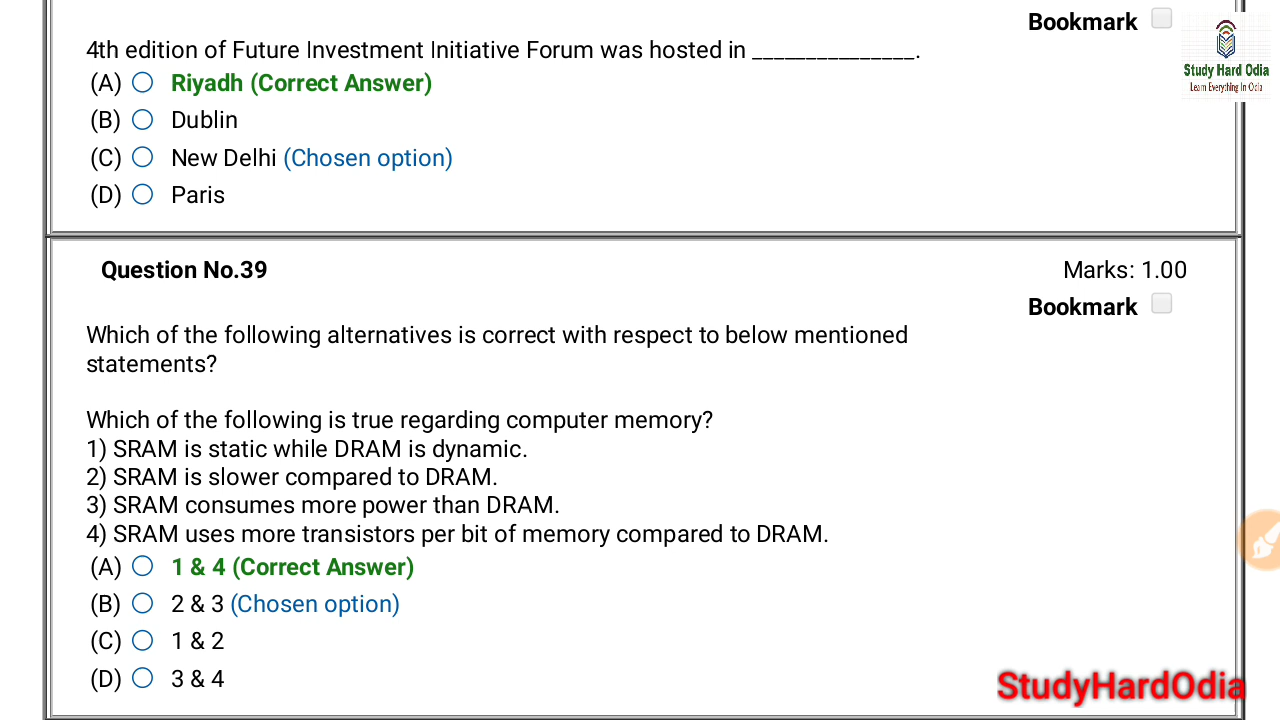 Bookmark
4th edition of Future Investment Initiative Forum was hosted in ______________.
(A) Riyadh (Correct Answer)
(B) Dublin
(C) New Delhi (Chosen option)
(D) Paris
Study Hard Odia
Learn Everything In Odia
Question No.39
Marks: 1.00
Bookmark
Which of the following alternatives is correct with respect to below mentioned
statements?
Which of the following is true regarding computer memory?
1) SRAM is static while DRAM is dynamic.
2) SRAM is slower compared to DRAM.
3) SRAM consumes more power than DRAM.
4) SRAM uses more transistors per bit of memory compared to DRAM.
(A) 1 & 4 (Correct Answer)
(B) 2 & 3 (Chosen option)
(C) 1 & 2
(D) 3 & 4
StudyHardOdia